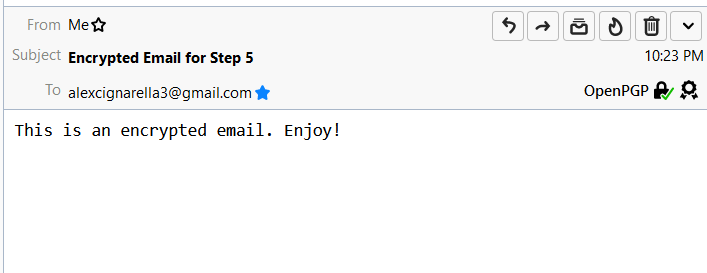 From Me
Subject Encrypted Email for Step 5 10:23 PM
To alexcignarella3@gmail.com OpenPGP
This is an encrypted email. Enjoy!